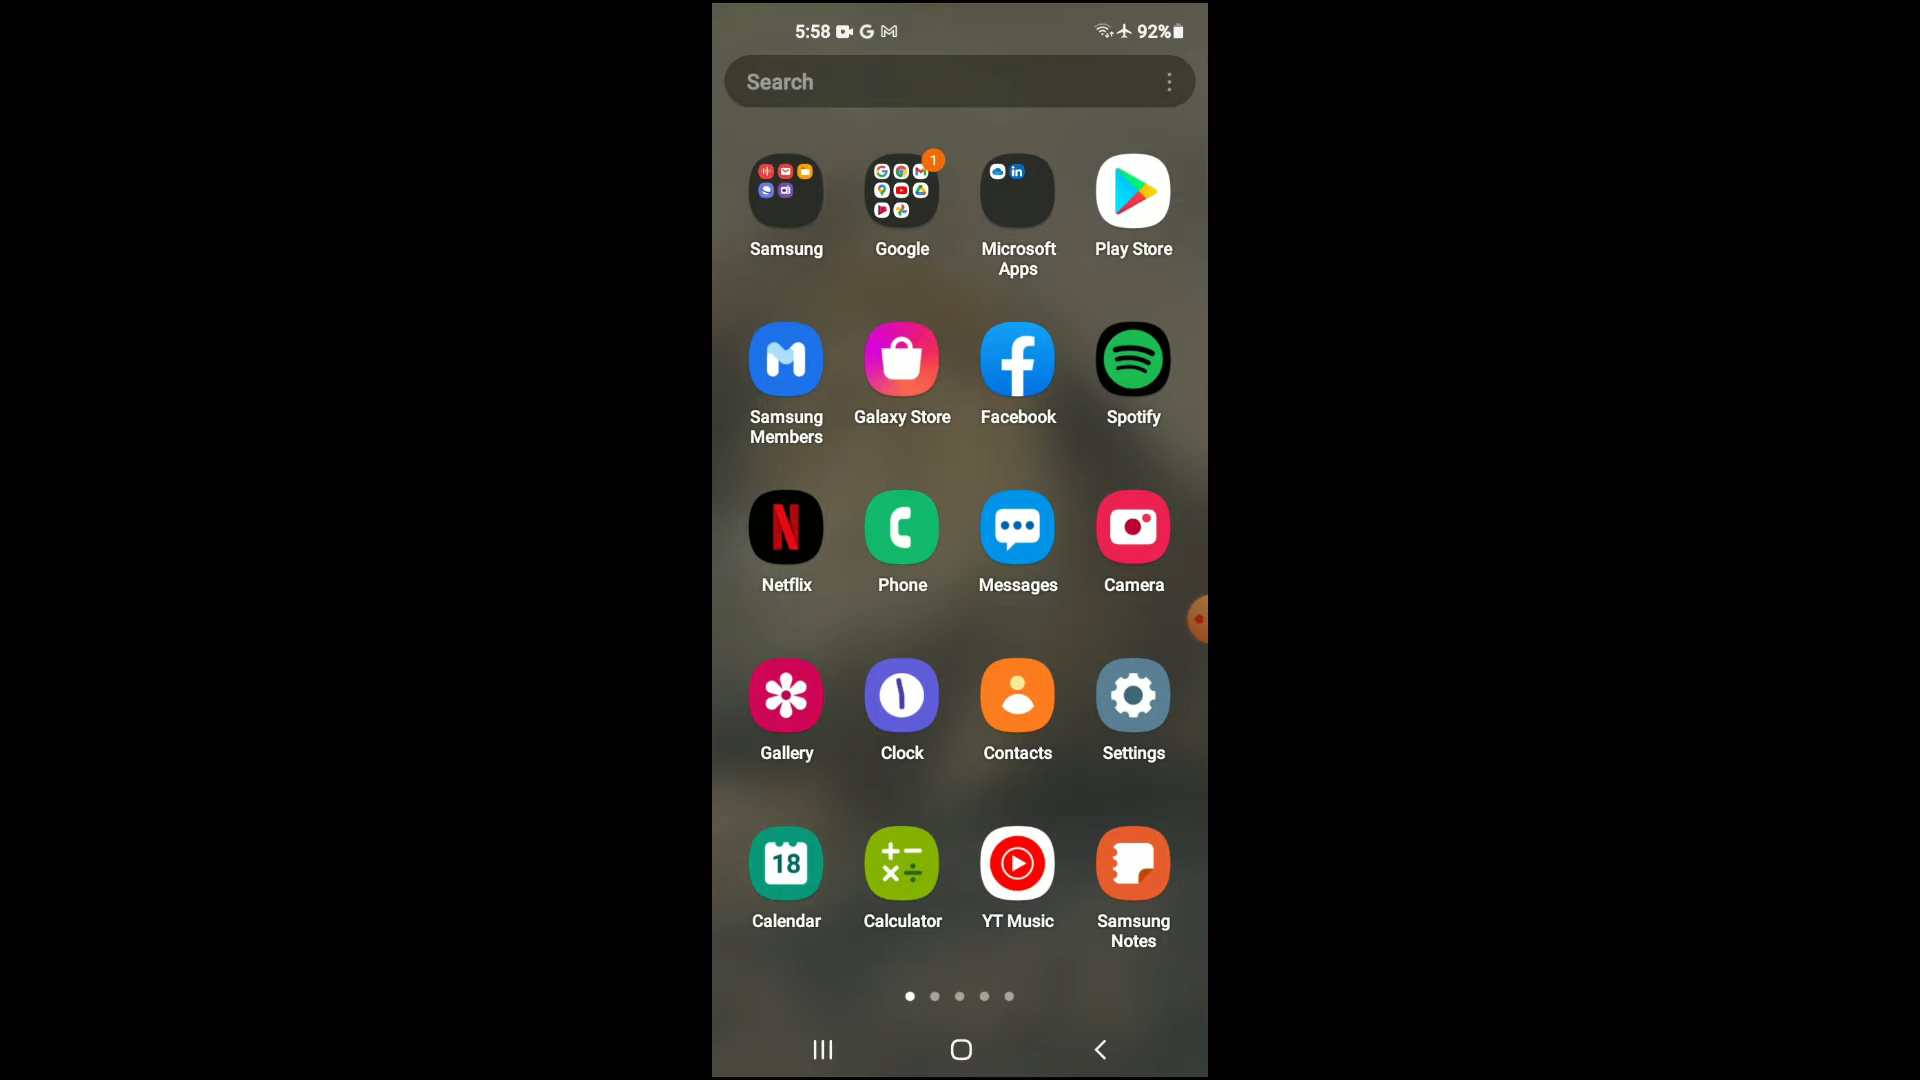 5:58 92%
Search
1
Samsung Google Microsoft Apps Play Store
Samsung Members Galaxy Store Facebook Spotify
Netflix Phone Messages Camera
Gallery Clock Contacts Settings
18
Calendar Calculator YT Music Samsung Notes